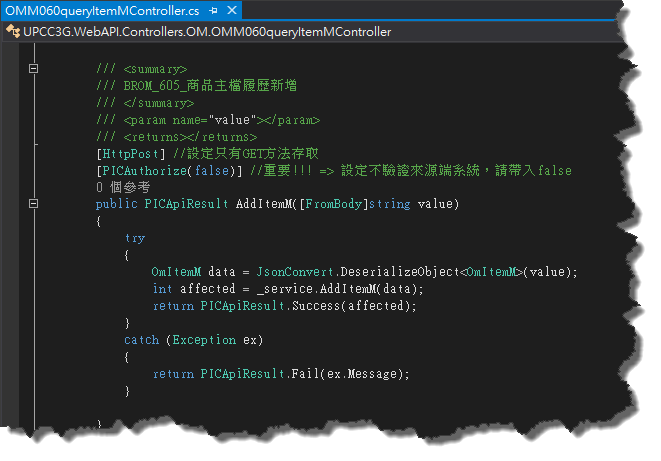 OMM060queryItemMController.cs
UPCC3G.WebAPI.Controllers.OM.OMM060queryItemMController
/// <summary>
/// BROM_605_商品主檔履歷新增
/// </summary>
/// <param name="value"></param>
/// <returns></returns>
[HttpPost] //設定只有GET方法存取
[PICAuthorize(false)] //重要!!! => 設定不驗證來源端系統，請帶入false
0 個參考
public PICApiResult AddItemM([FromBody]string value)
{
try
{
OmItemM data = JsonConvert.DeserializeObject<OmItemM>(value);
int affected = _service.AddItemM(data);
return PICApiResult.Success(affected);
}
catch (Exception ex)
{
return PICApiResult.Fail(ex.Message);
}
}